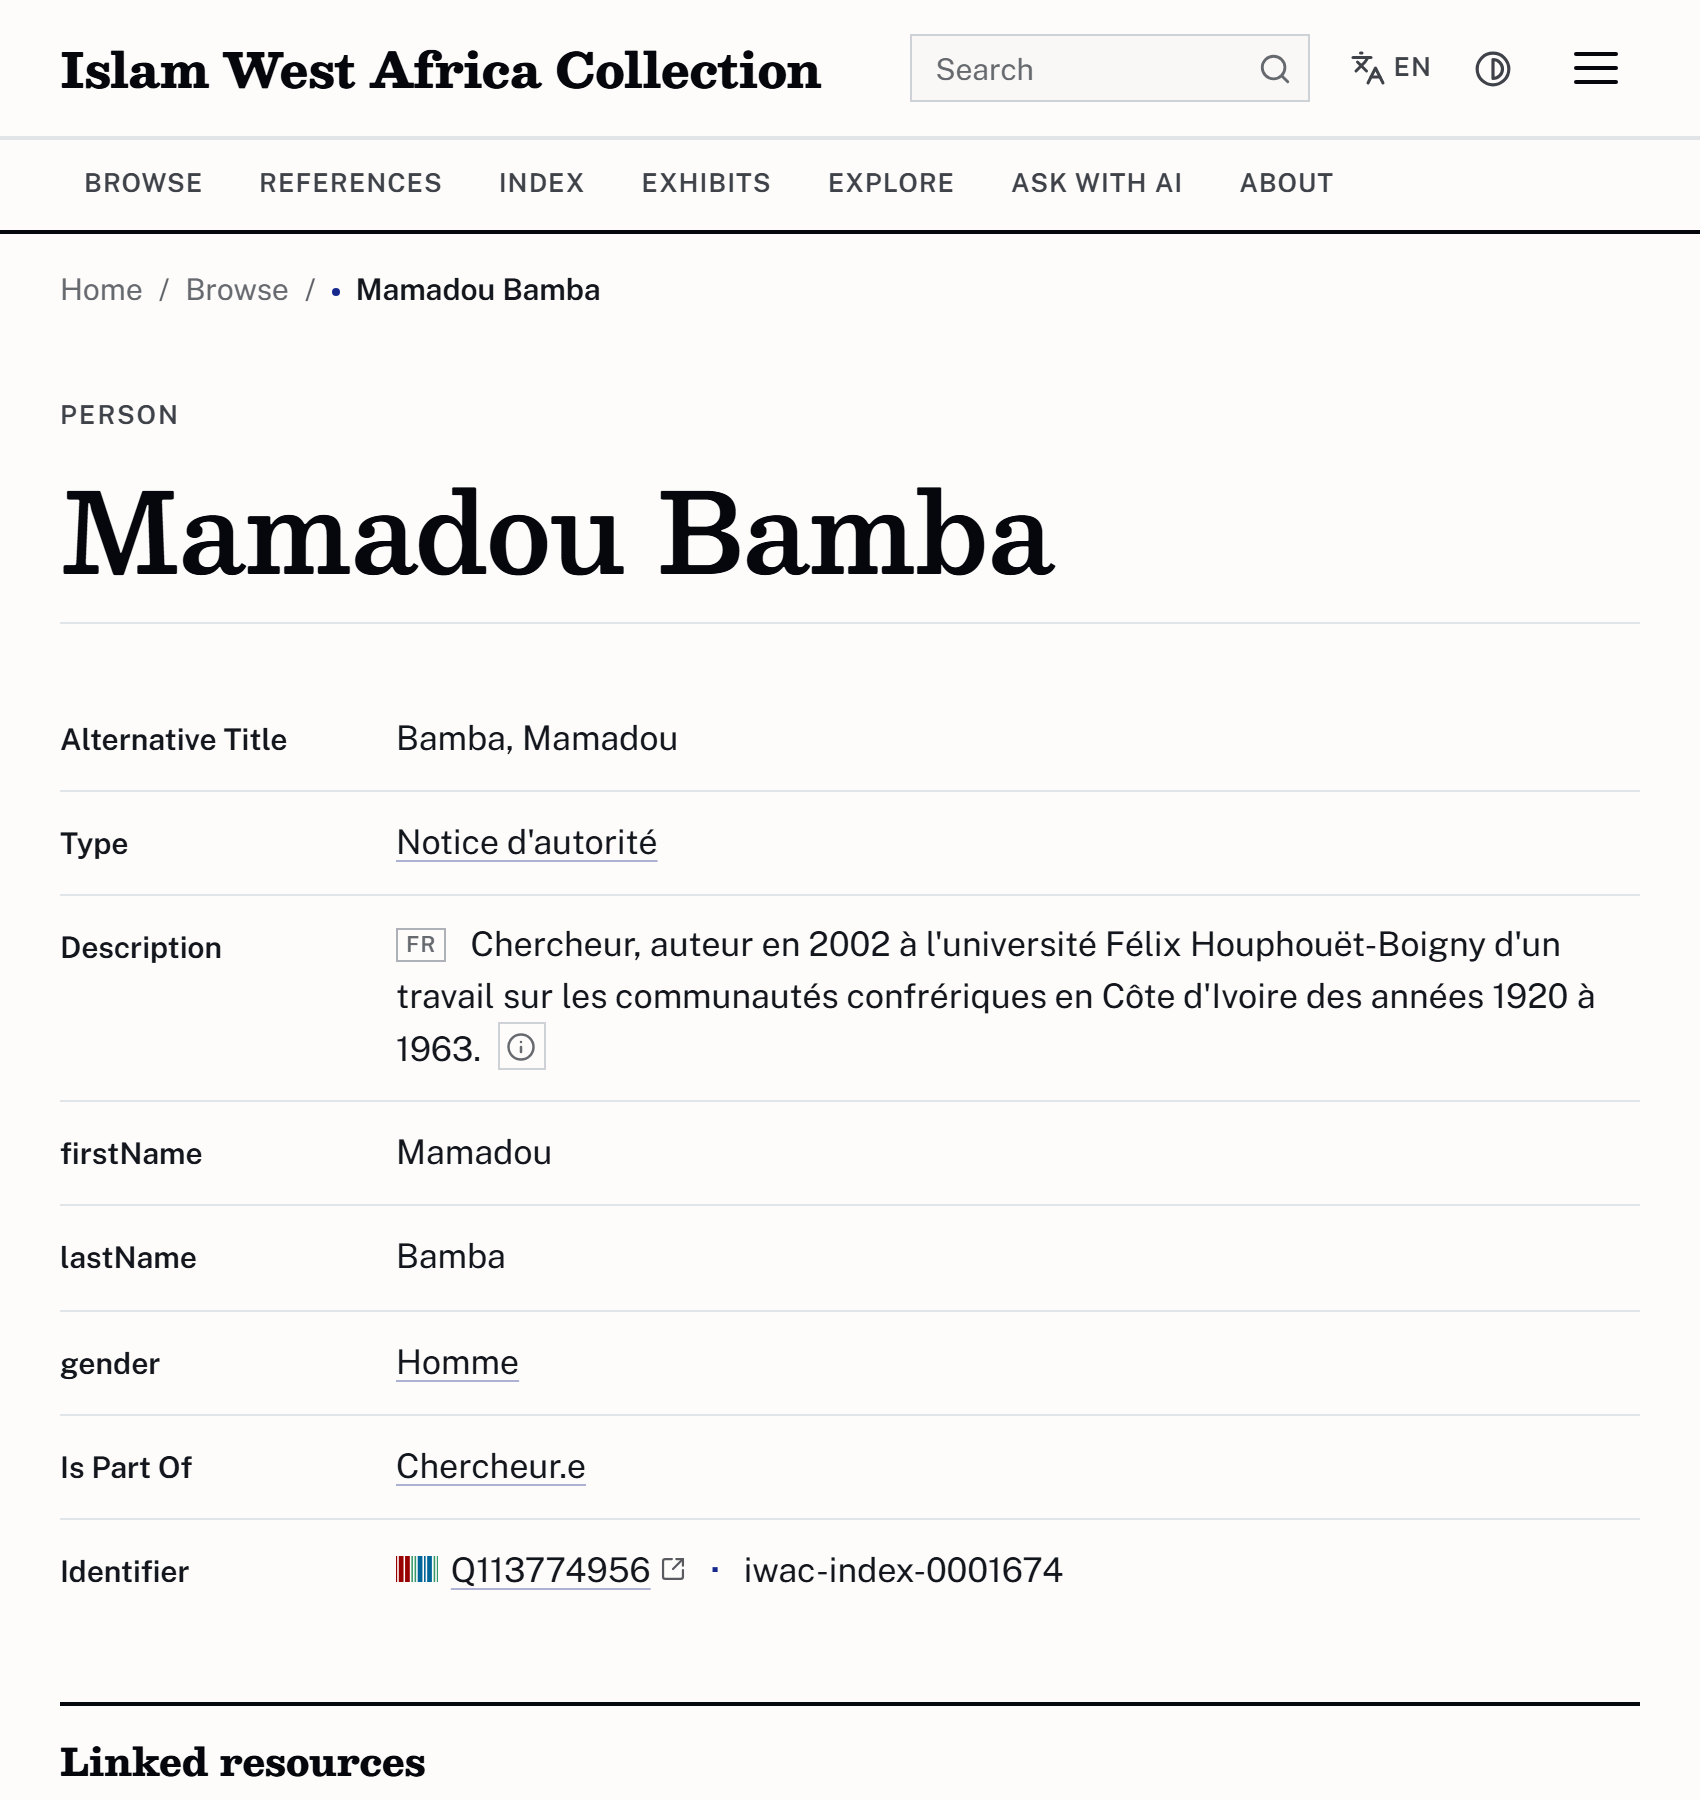 Islam West Africa Collection
Search
EN
BROWSE REFERENCES INDEX EXHIBITS EXPLORE ASK WITH AI ABOUT
Home / Browse / • Mamadou Bamba
PERSON
Mamadou Bamba
Alternative Title Bamba, Mamadou
Type Notice d'autorité
Description FR Chercheur, auteur en 2002 à l'université Félix Houphouët-Boigny d'un
travail sur les communautés confrériques en Côte d'Ivoire des années 1920 à
1963.
firstName Mamadou
lastName Bamba
gender Homme
Is Part Of Chercheur.e
Identifier Q113774956 · iwac-index-0001674
Linked resources